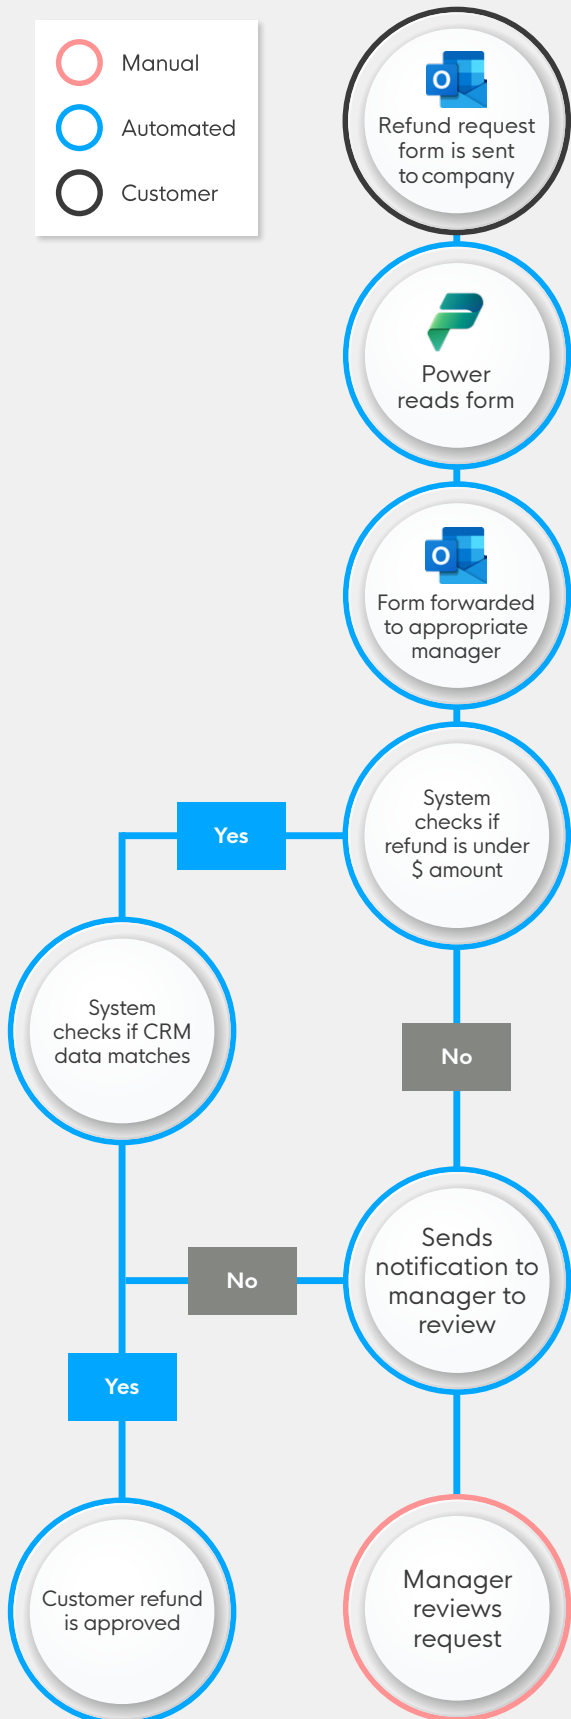 Manual
Automated
Customer
Refund request
form is sent
to company
Power
reads form
Form forwarded
to appropriate
manager
System
checks if
refund is under
$ amount
Yes
System
checks if CRM
data matches
No
Sends
notification to
manager to
review
No
Yes
Customer refund
is approved
Manager
reviews
request